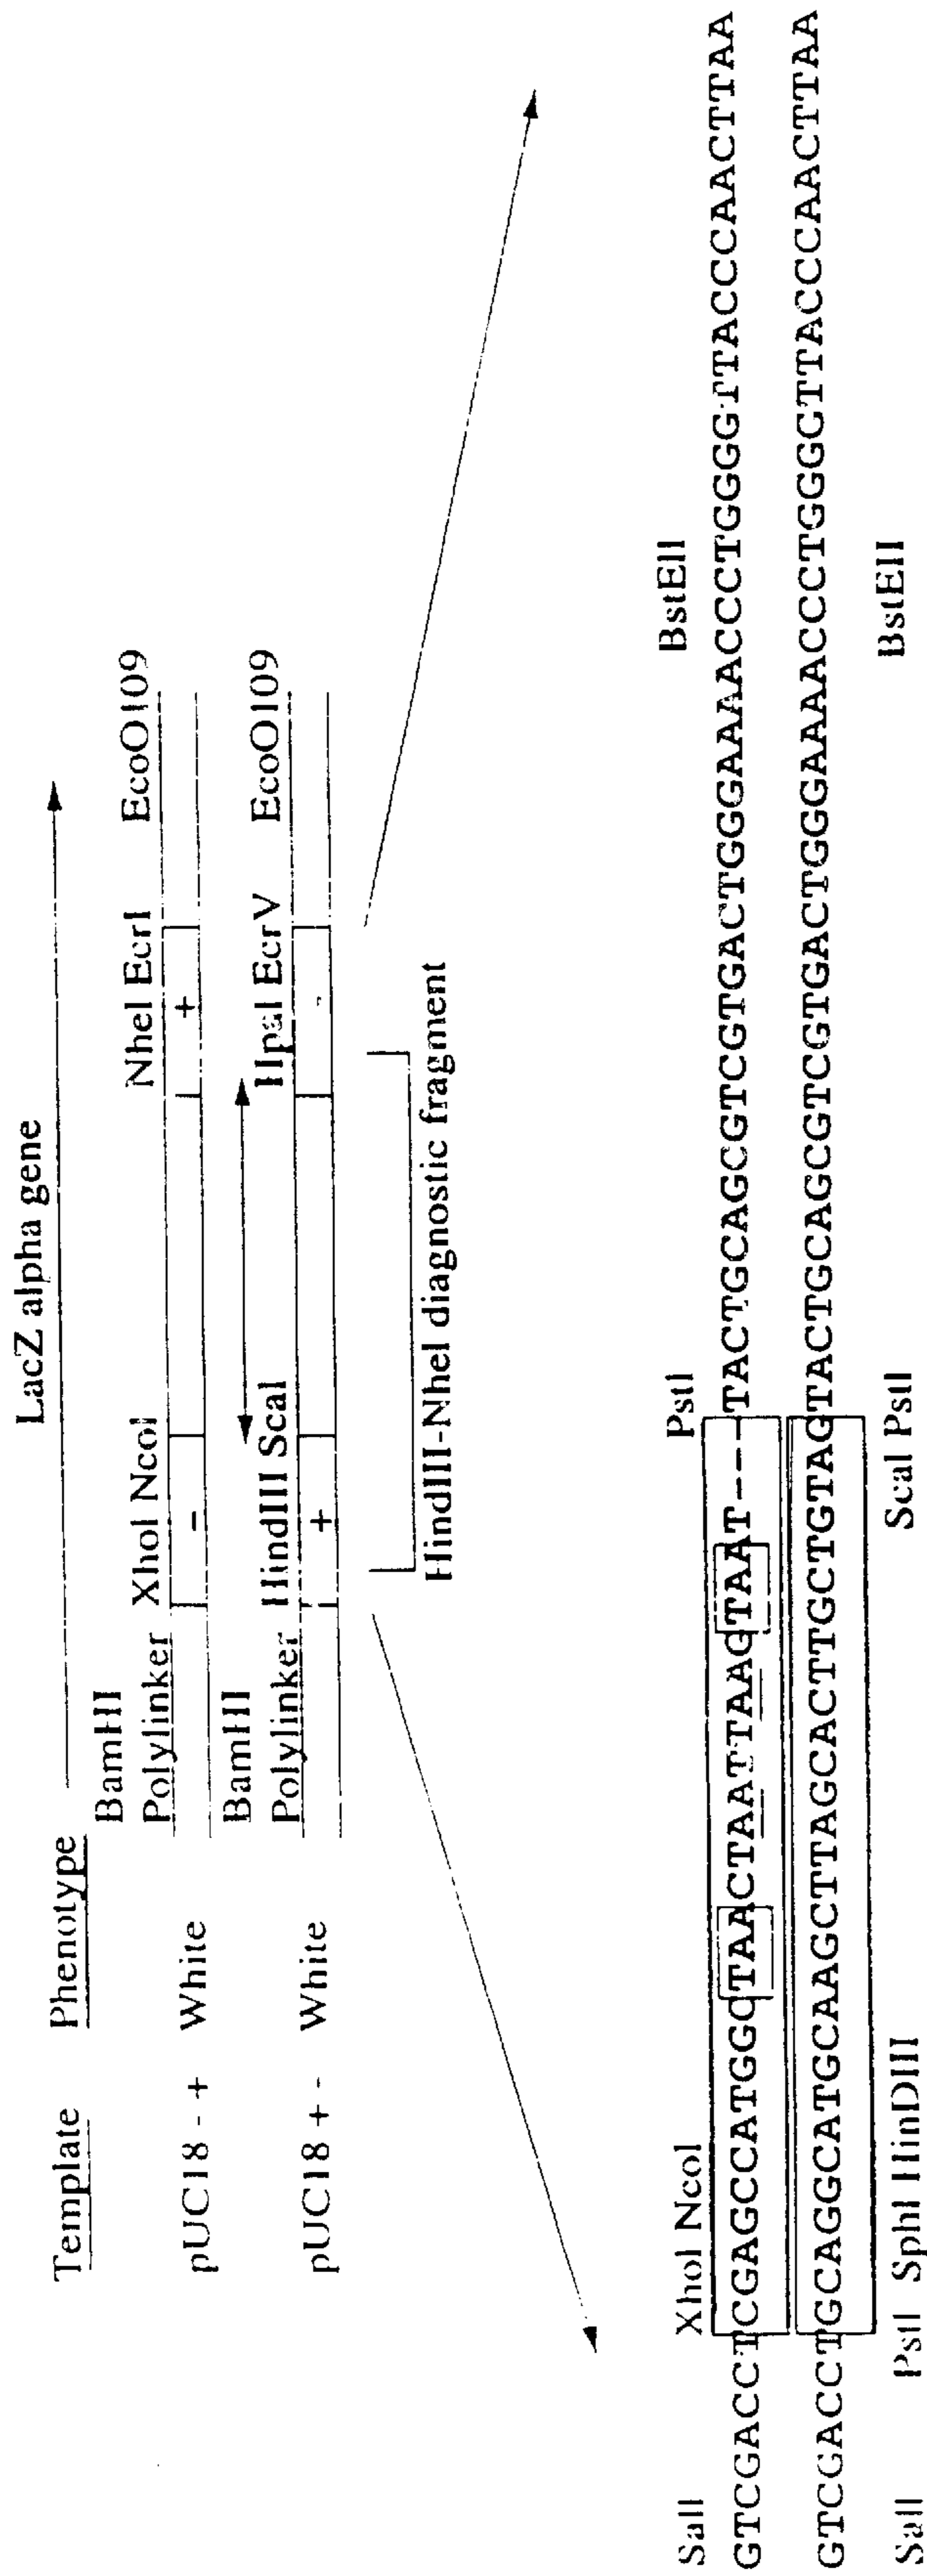 LacZ alpha gene
Template Phenotype
BamHI XhoI NcoI NheI EcrI EcoO109
Polylinker
pUC18 - + White - +
BamHI HindIII ScaI HpaI EcrV EcoO109
Polylinker
pUC18 + - White + -
HindIII-NheI diagnostic fragment
SalI XhoI NcoI PstI BstEII
GTCGACCTCGAGCCATGGCTAACTAATTAAGTAAT---TACTGCAGCGTCGTGACTGGGAAAACCCTGGGGTTACCCAACTTAA
GTCGACCTGCAGGCATGCAAGCTTAGCACTTGCTGTAGTACTGCAGCGTCGTGACTGGGAAAACCCTGGGGTTACCCAACTTAA
SalI PstI SphI HinDIII ScaI PstI BstEII